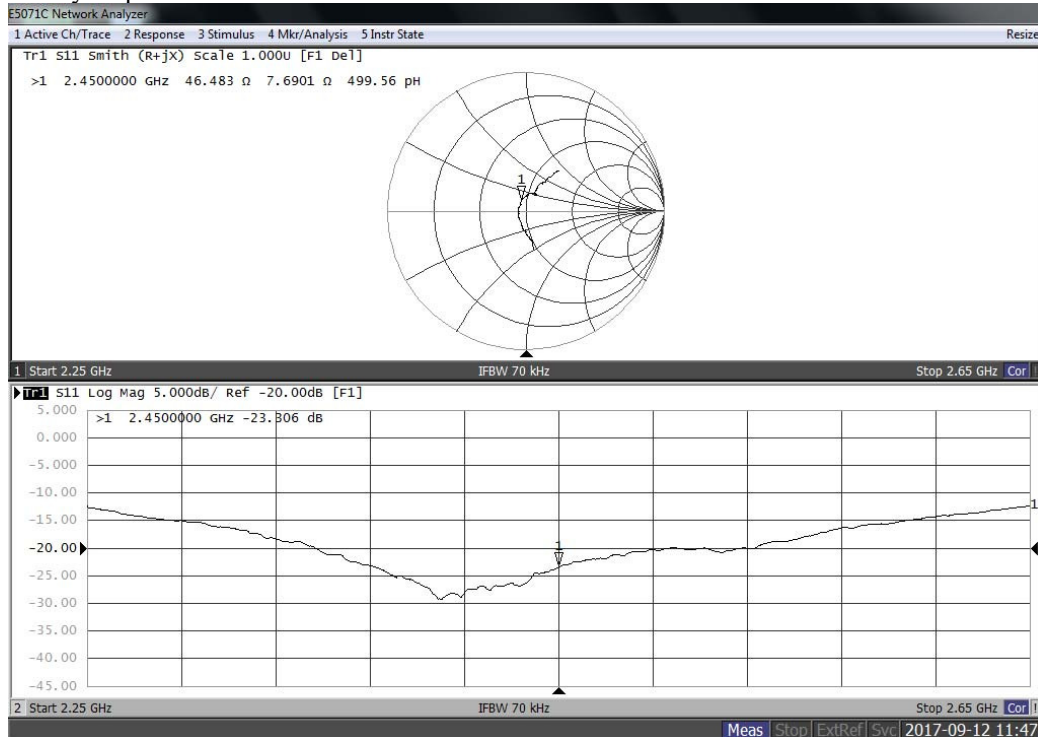 E5071C Network Analyzer
1 Active Ch/Trace 2 Response 3 Stimulus 4 Mkr/Analysis 5 Instr State Resize
Tr1 S11 Smith (R+jX) Scale 1.000U [F1 Del]
>1 2.4500000 GHz 46.483 Ω 7.6901 Ω 499.56 pH
1
1 Start 2.25 GHz IFBW 70 kHz Stop 2.65 GHz Cor !
Tr1 S11 Log Mag 5.000dB/ Ref -20.00dB [F1]
5.000
>1 2.4500000 GHz -23.306 dB
0.000
-5.000
-10.00
1
-15.00
-20.00
1
-25.00
-30.00
-35.00
-40.00
-45.00
2 Start 2.25 GHz IFBW 70 kHz Stop 2.65 GHz Cor !
Meas Stop ExtRef Svc 2017-09-12 11:47